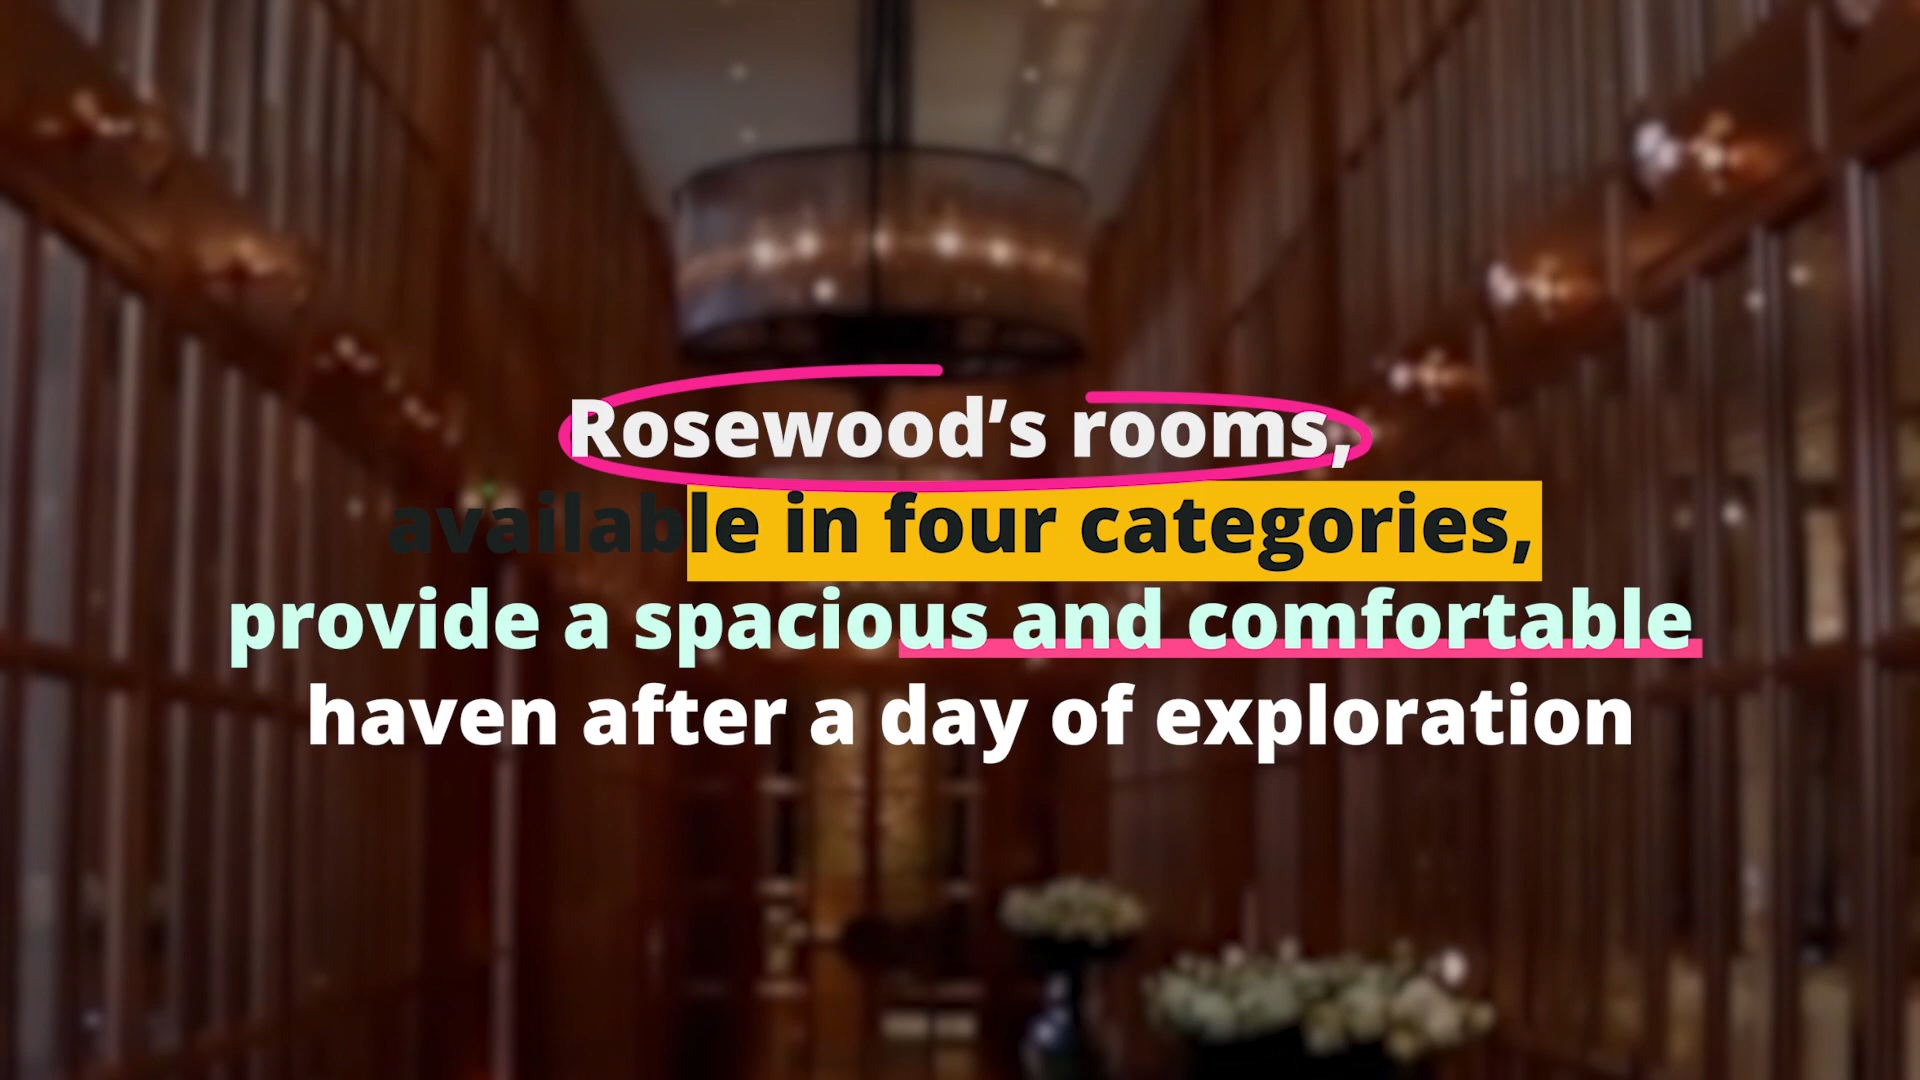 Rosewood’s rooms,
available in four categories,
provide a spacious and comfortable
haven after a day of exploration